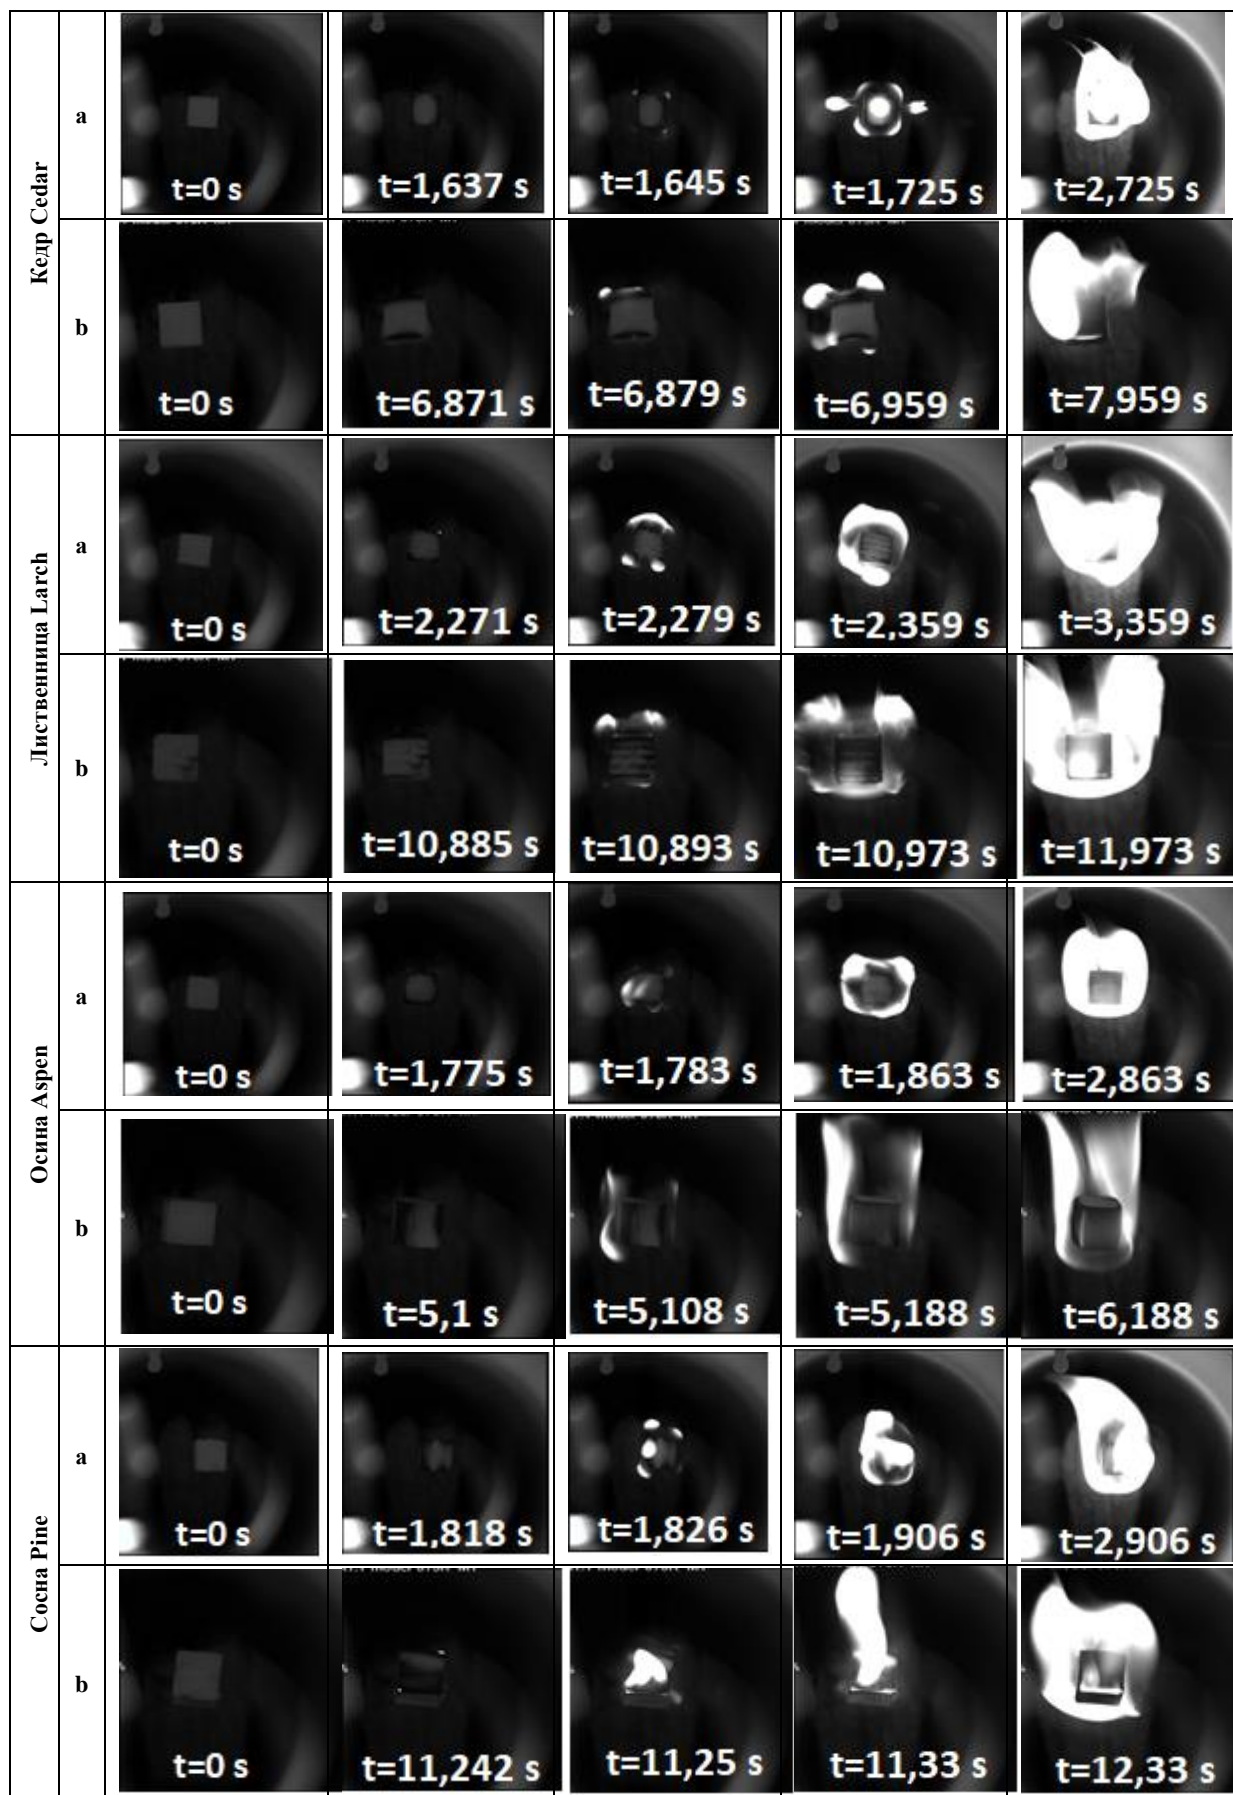 Кедр Cedar
a
t=0 s
t=1,637 s
t=1,645 s
t=1,725 s
t=2,725 s
b
t=0 s
t=6,871 s
t=6,879 s
t=6,959 s
t=7,959 s
Лиственница Larch
a
t=0 s
t=2,271 s
t=2,279 s
t=2,359 s
t=3,359 s
b
t=0 s
t=10,885 s
t=10,893 s
t=10,973 s
t=11,973 s
Осина Aspen
a
t=0 s
t=1,775 s
t=1,783 s
t=1,863 s
t=2,863 s
b
t=0 s
t=5,1 s
t=5,108 s
t=5,188 s
t=6,188 s
Сосна Pine
a
t=0 s
t=1,818 s
t=1,826 s
t=1,906 s
t=2,906 s
b
t=0 s
t=11,242 s
t=11,25 s
t=11,33 s
t=12,33 s